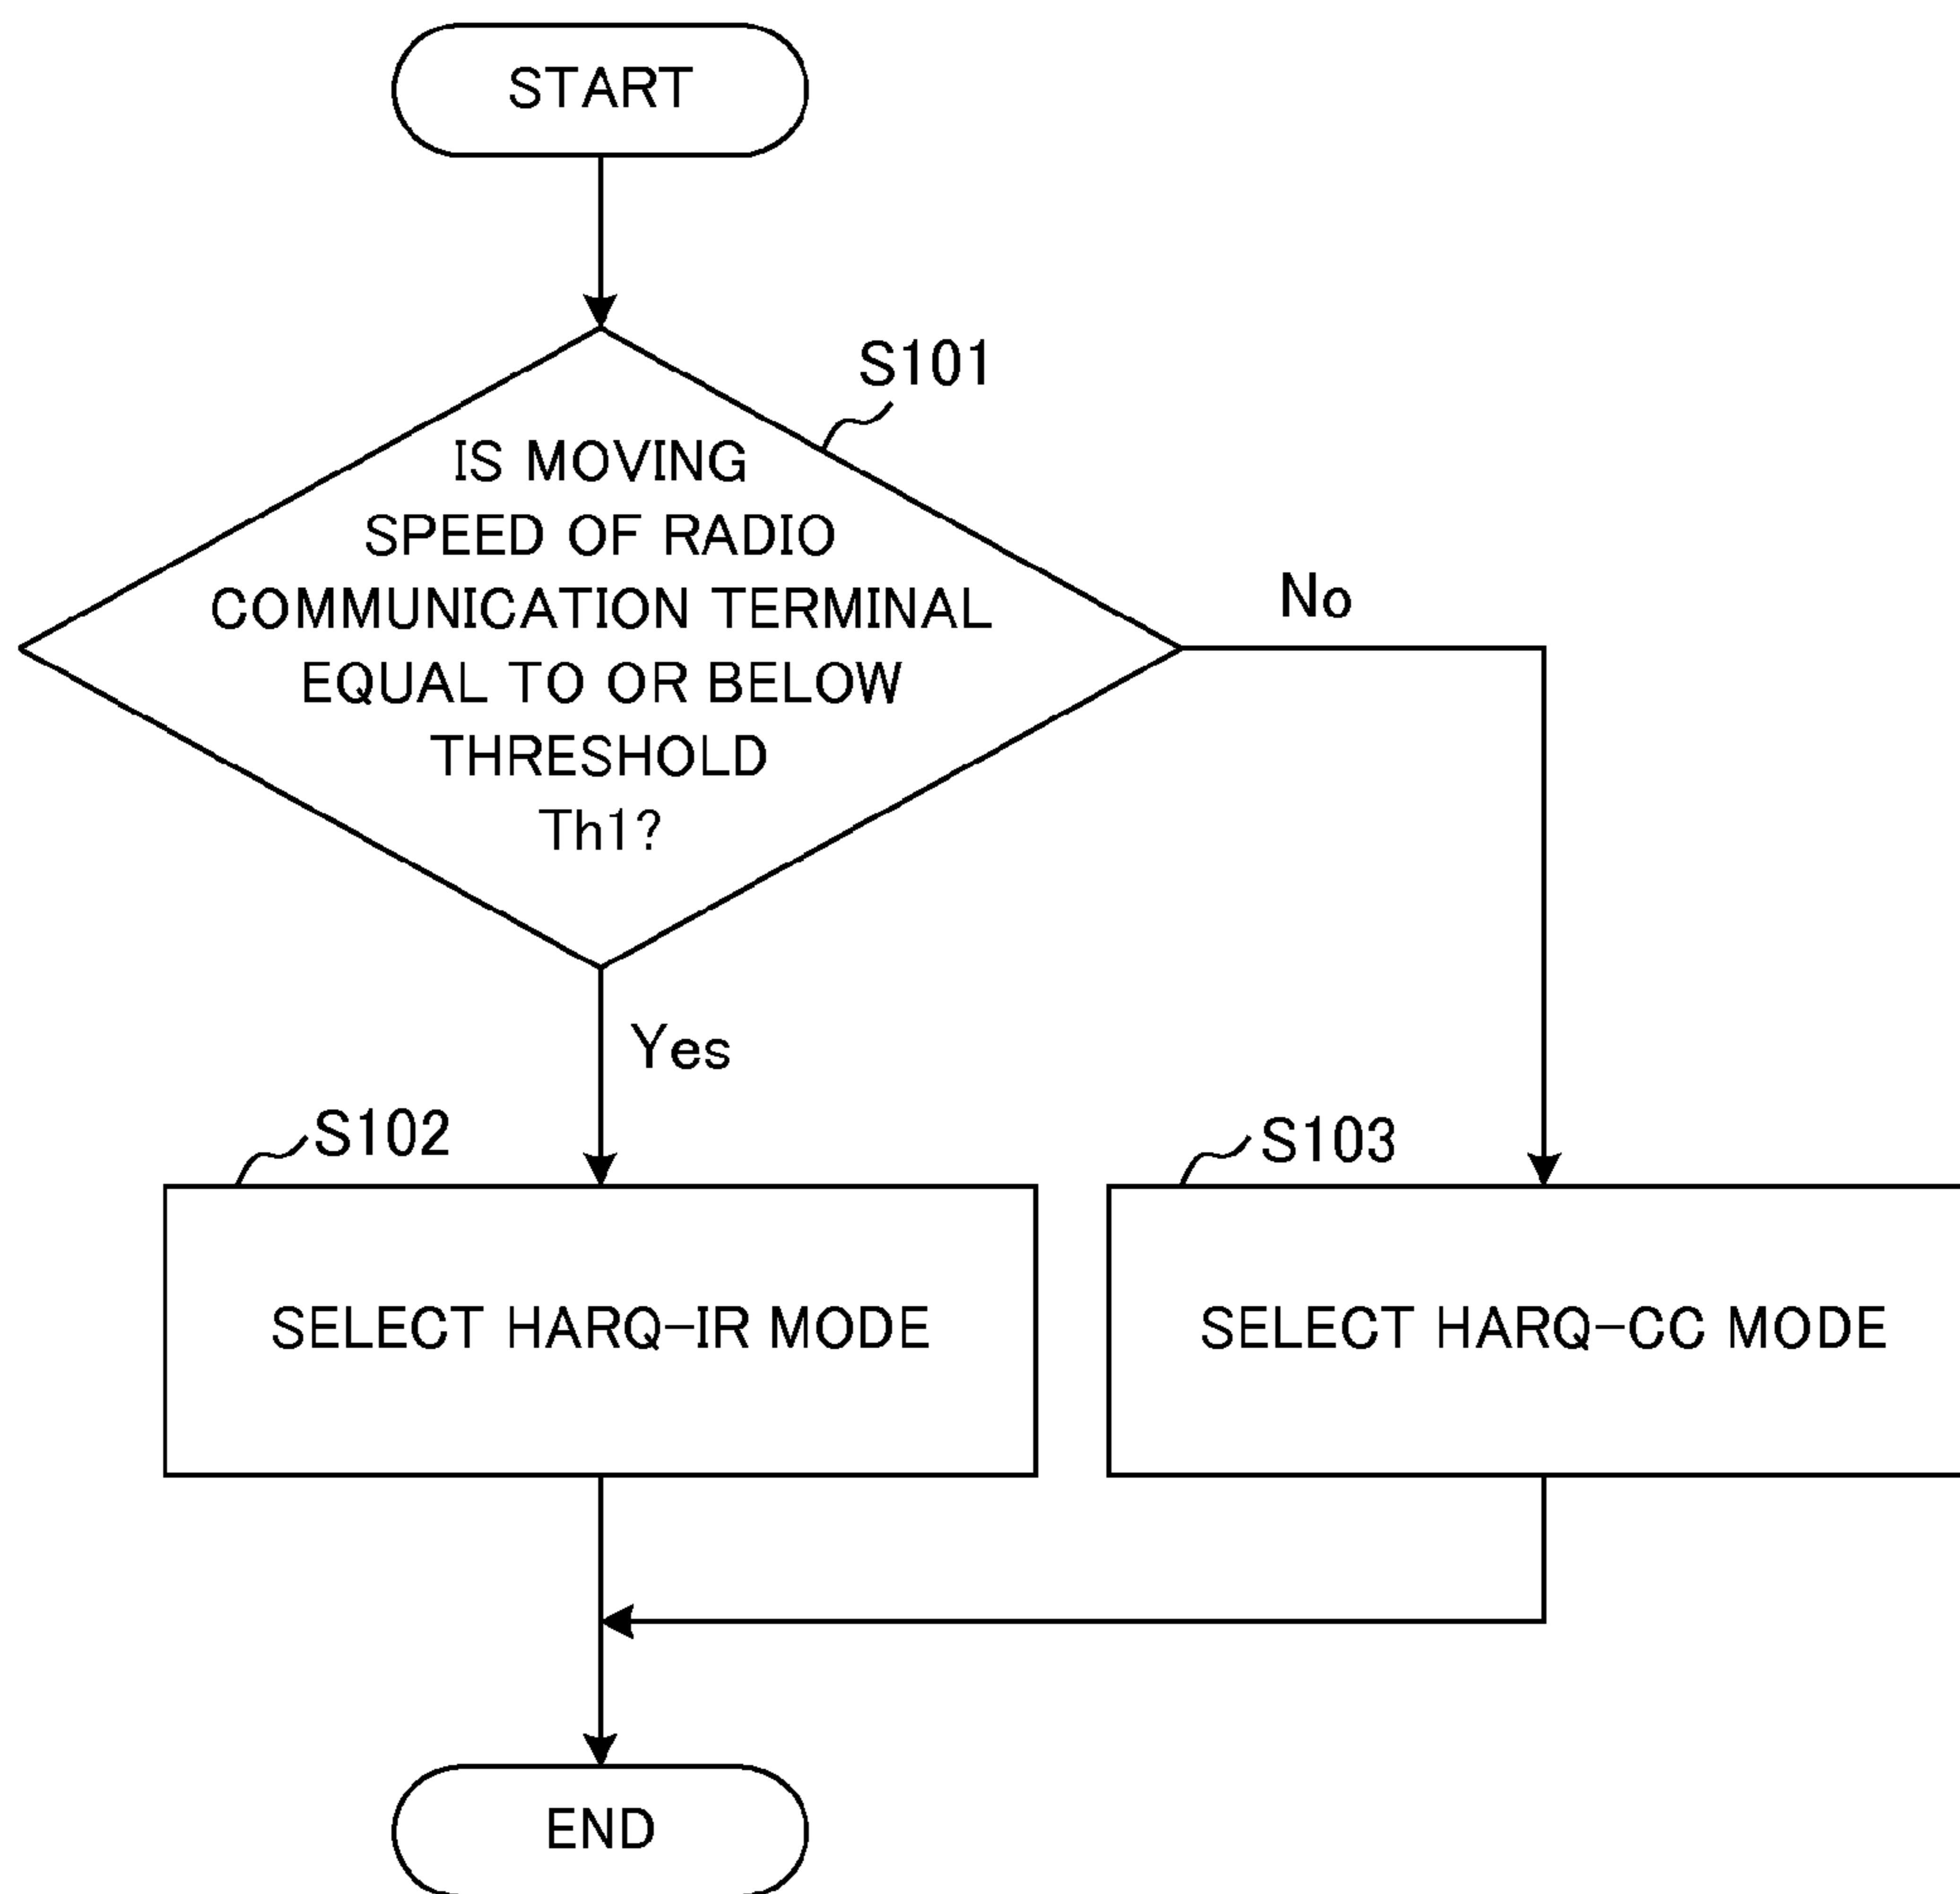 START
S101
IS MOVING
SPEED OF RADIO
COMMUNICATION TERMINAL
EQUAL TO OR BELOW
THRESHOLD
Th1?
No
Yes
S102
S103
SELECT HARQ-IR MODE
SELECT HARQ-CC MODE
END